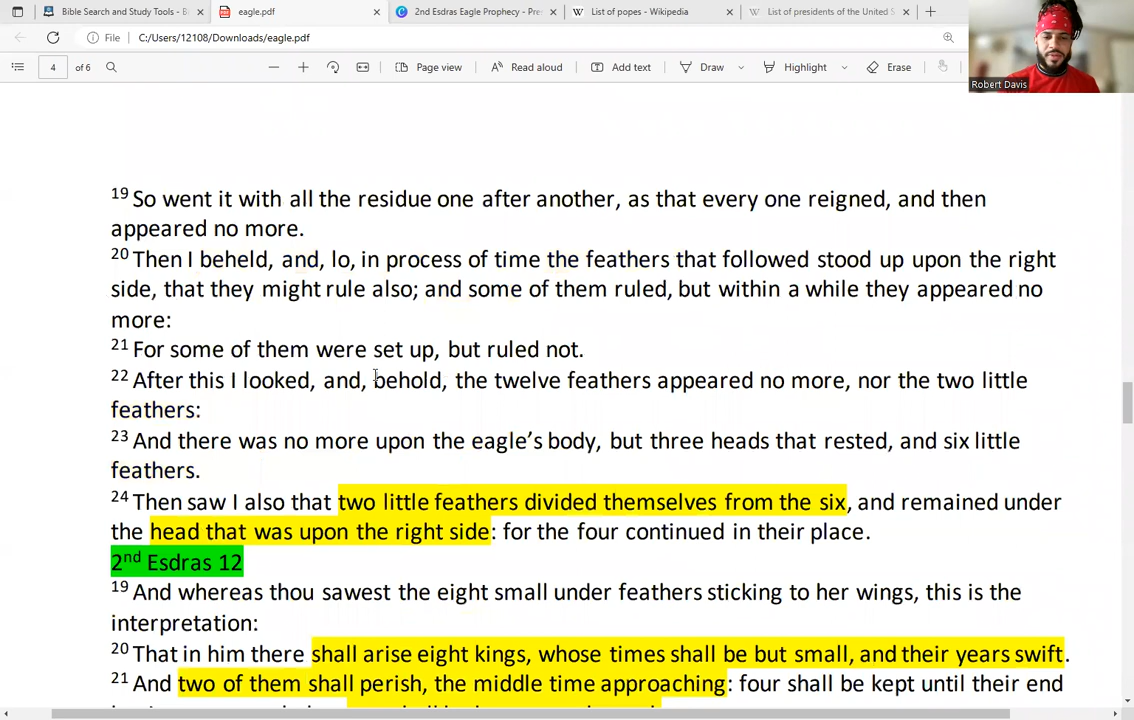 Bible Search and Study Tools - B
eagle.pdf
2nd Esdras Eagle Prophecy - Pres
List of popes - Wikipedia
List of presidents of the United S
File
C:/Users/12108/Downloads/eagle.pdf
4
of 6
Page view
Read aloud
Add text
Draw
Highlight
Erase
Robert Davis
19 So went it with all the residue one after another, as that every one reigned, and then
appeared no more.
20 Then I beheld, and, lo, in process of time the feathers that followed stood up upon the right
side, that they might rule also; and some of them ruled, but within a while they appeared no
more:
21 For some of them were set up, but ruled not.
22 After this I looked, and, behold, the twelve feathers appeared no more, nor the two little
feathers:
23 And there was no more upon the eagle's body, but three heads that rested, and six little
feathers.
24 Then saw I also that two little feathers divided themselves from the six, and remained under
the head that was upon the right side: for the four continued in their place.
2nd Esdras 12
19 And whereas thou sawest the eight small under feathers sticking to her wings, this is the
interpretation:
20 That in him there shall arise eight kings, whose times shall be but small, and their years swift.
21 And two of them shall perish, the middle time approaching: four shall be kept until their end